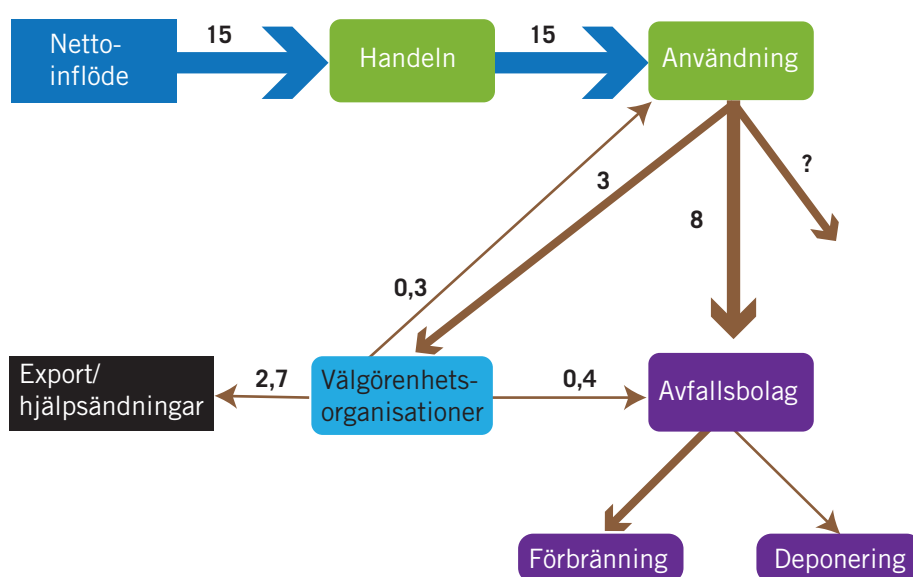 15
15
Netto-
inflöde
Handeln
Användning
?
3
8
0,3
Export/
hjälpsändningar
2,7
Välgörenhets-
organisationer
0,4
Avfallsbolag
Förbränning
Deponering